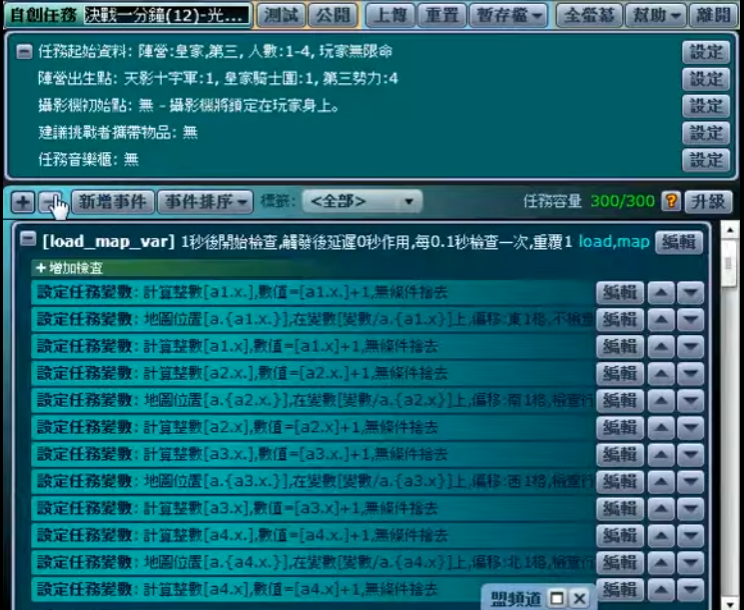 自創任務 決戰一分鐘(12)-光... 測試 公開 上傳 重置 暫存檔 全螢幕 幫助 離開
任務起始資料: 陣營:皇家,第三, 人數:1-4, 玩家無限命 設定
陣營出生點: 天影十字軍:1, 皇家騎士團:1, 第三勢力:4 設定
攝影機初始點: 無 - 攝影機將鎖定在玩家身上。 設定
建議挑戰者攜帶物品: 無 設定
任務音樂櫃: 無 設定
+ - 新增事件 事件排序 標籤: <全部> 任務容量 300/300 ? 升級
[load_map_var] 1秒後開始檢查,觸發後延遲0秒作用,每0.1秒檢查一次,重覆1 load,map 編輯
+增加檢查
設定任務變數: 計算整數[a1.x.],數值=[a1.x.]+1,無條件捨去 編輯
設定任務變數: 地圖位置[a.{a1.x.}],在變數[變數/a.{a1.x}]上,偏移:東1格,不檢查 編輯
設定任務變數: 計算整數[a1.x],數值=[a1.x]+1,無條件捨去 編輯
設定任務變數: 計算整數[a2.x.],數值=[a2.x.]+1,無條件捨去 編輯
設定任務變數: 地圖位置[a.{a2.x.}],在變數[變數/a.{a2.x}]上,偏移:南1格,檢查行 編輯
設定任務變數: 計算整數[a2.x],數值=[a2.x]+1,無條件捨去 編輯
設定任務變數: 計算整數[a3.x.],數值=[a3.x.]+1,無條件捨去 編輯
設定任務變數: 地圖位置[a.{a3.x.}],在變數[變數/a.{a3.x}]上,偏移:西1格,檢查行 編輯
設定任務變數: 計算整數[a3.x],數值=[a3.x]+1,無條件捨去 編輯
設定任務變數: 計算整數[a4.x.],數值=[a4.x.]+1,無條件捨去 編輯
設定任務變數: 地圖位置[a.{a4.x.}],在變數[變數/a.{a4.x}]上,偏移:北1格,檢查行 編輯
設定任務變數: 計算整數[a4.x],數值=[a4.x]+1,無條件捨去 編輯
盟頻道